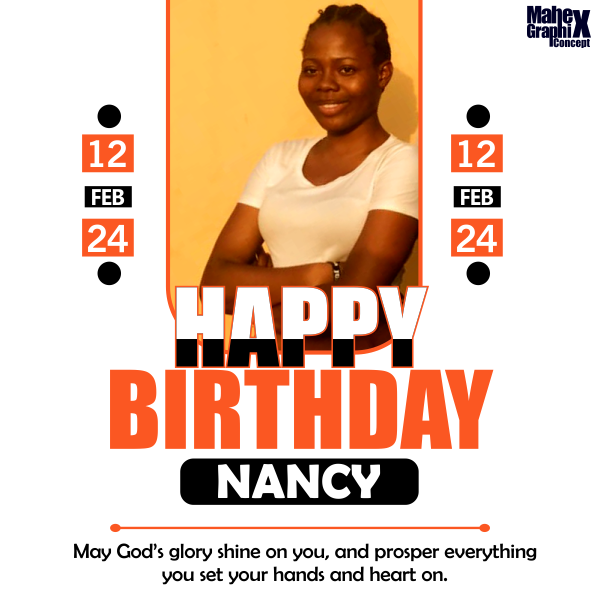 Mahe
GraphiX
Concept
12
FEB
24
12
FEB
24
HAPPY
BIRTHDAY
NANCY
May God's glory shine on you, and prosper everything
you set your hands and heart on.